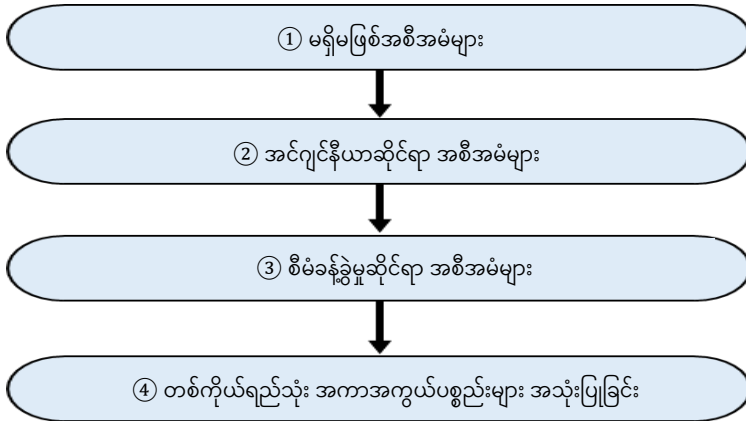 ① မရှိမဖြစ်အစီအမံများ
② အင်ဂျင်နီယာဆိုင်ရာ အစီအမံများ
③ စီမံခန့်ခွဲမှုဆိုင်ရာ အစီအမံများ
④ တစ်ကိုယ်ရည်သုံး အကာအကွယ်ပစ္စည်းများ အသုံးပြုခြင်း